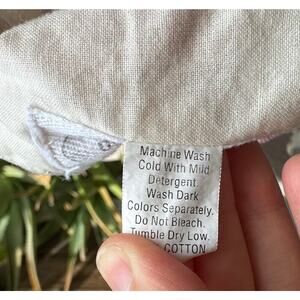 Machine Wash
Cold With Mild
Detergent.
Wash Dark
Colors Separately.
Do Not Bleach.
Tumble Dry Low.
COTTON